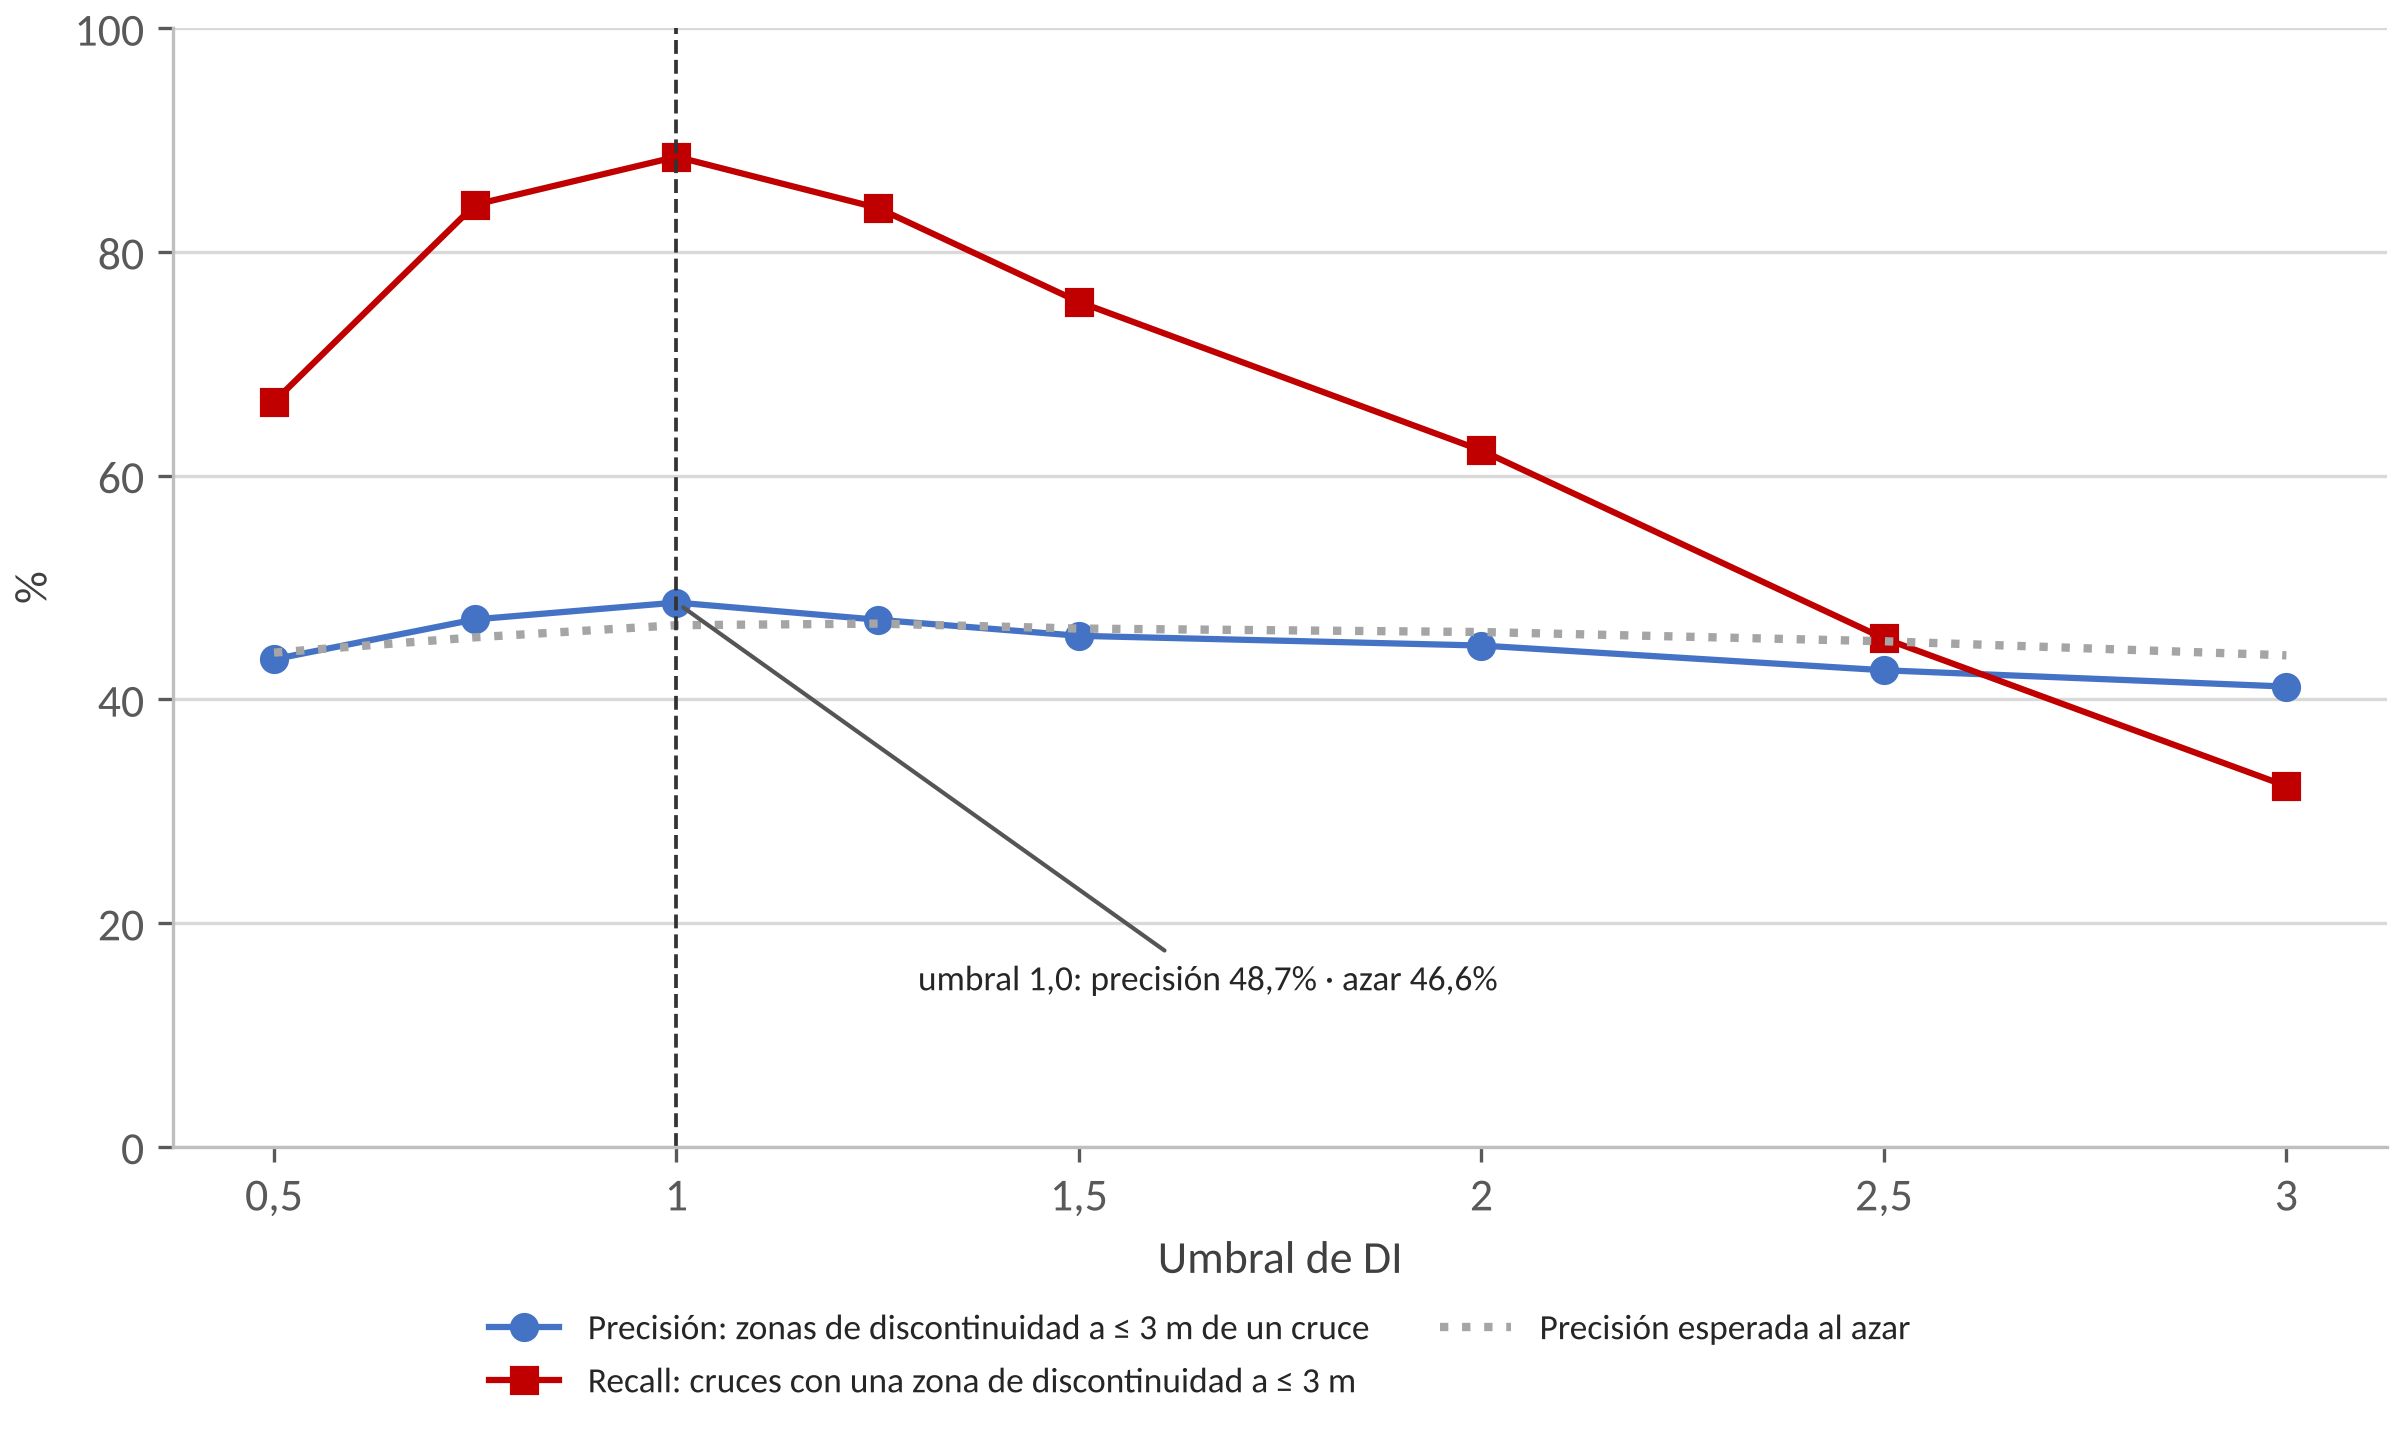 100
80
60
40
20
0
%
umbral 1,0: precisión 48,7% · azar 46,6%
0,5
1
1,5
2
2,5
3
Umbral de DI
Precisión: zonas de discontinuidad a ≤ 3 m de un cruce
Precisión esperada al azar
Recall: cruces con una zona de discontinuidad a ≤ 3 m